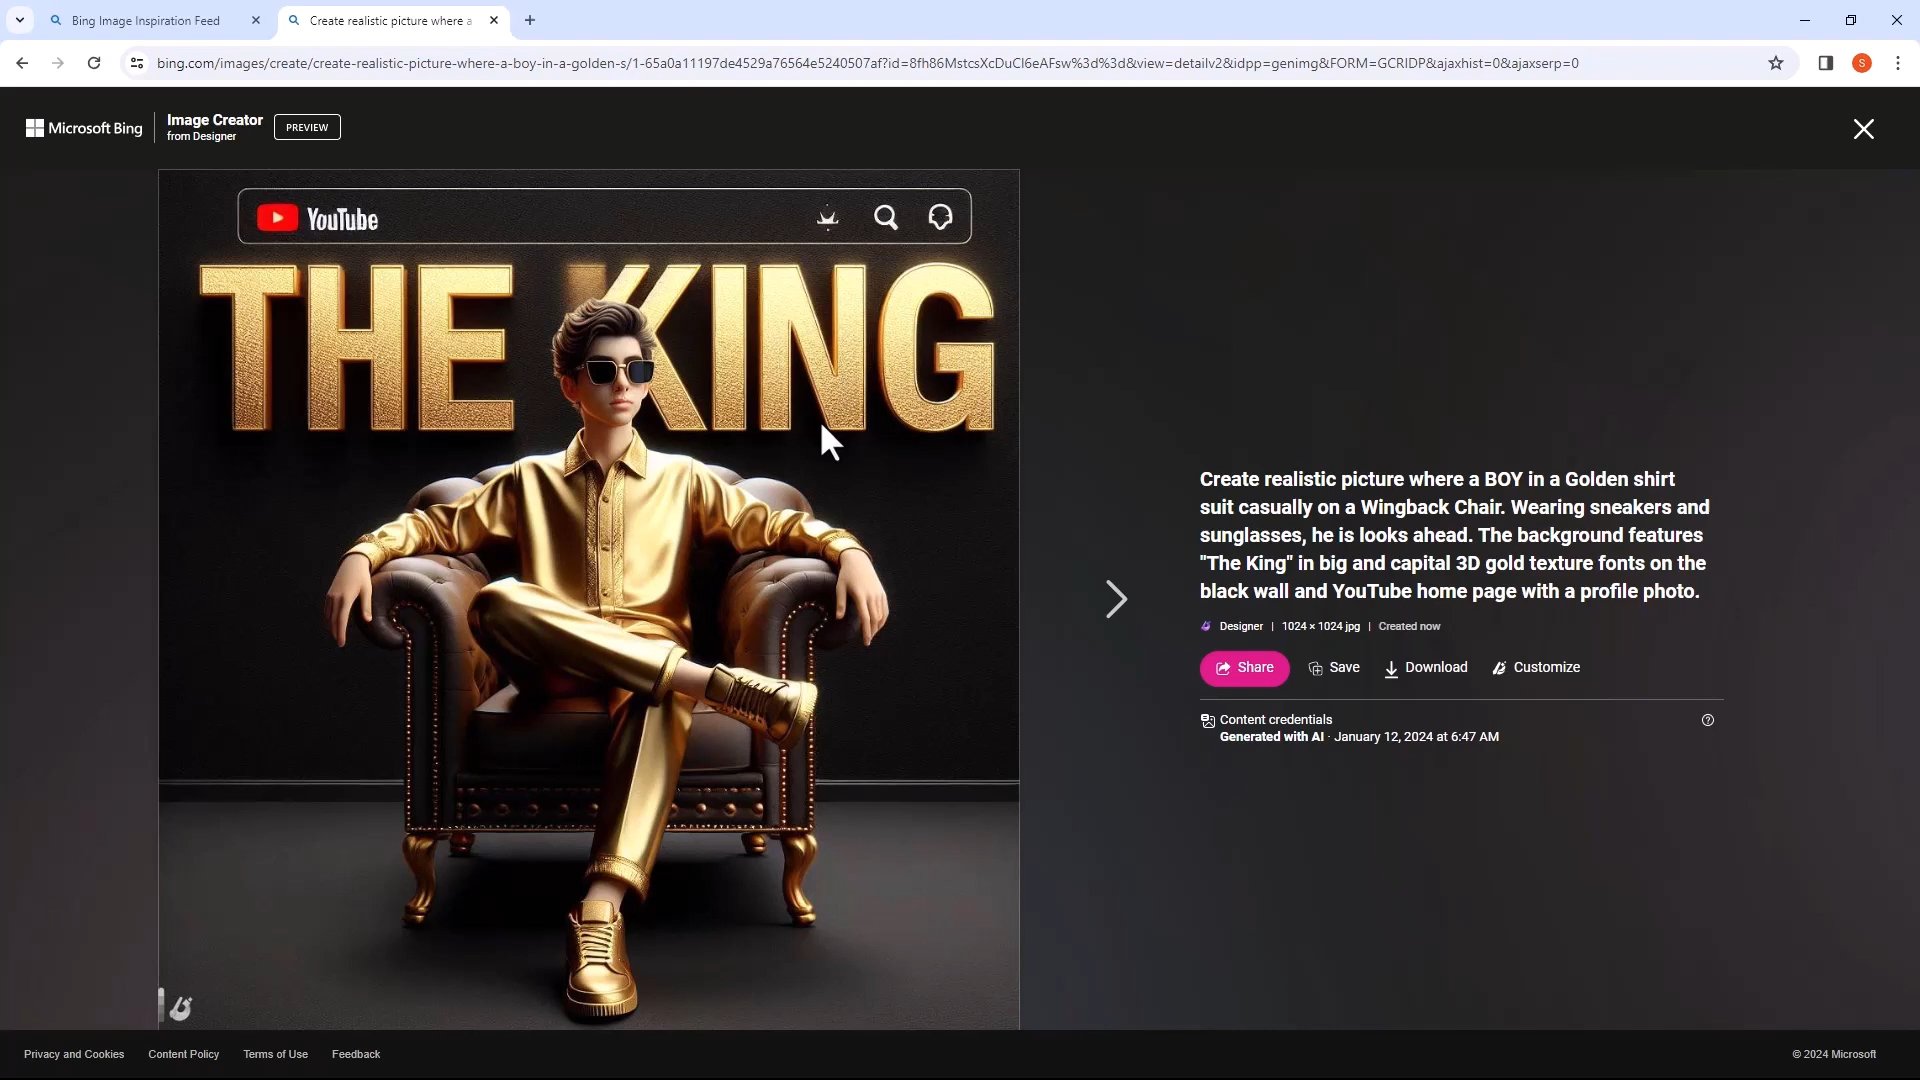 Bing Image Inspiration Feed
Create realistic picture where a
bing.com/images/create/create-realistic-picture-where-a-boy-in-a-golden-s/1-65a0a11197de4529a76564e5240507af?id=8fh86MstcsXcDuCl6eAFsw%3d%3d&view=detailv2&idpp=genimg&FORM=GCRIDP&ajaxhist=0&ajaxserp=0
S
Microsoft Bing
Image Creator
from Designer
PREVIEW
YouTube
THE KING
Create realistic picture where a BOY in a Golden shirt
suit casually on a Wingback Chair. Wearing sneakers and
sunglasses, he is looks ahead. The background features
"The King" in big and capital 3D gold texture fonts on the
black wall and YouTube home page with a profile photo.
Designer | 1024 × 1024 jpg | Created now
Share Save Download Customize
Content credentials
Generated with AI · January 12, 2024 at 6:47 AM
Privacy and Cookies Content Policy Terms of Use Feedback © 2024 Microsoft